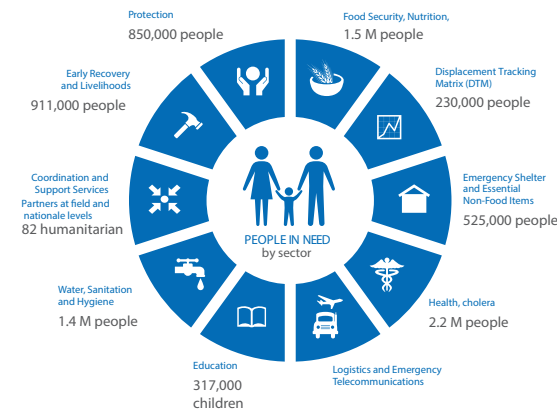 Protection
850,000 people
Food Security, Nutrition,
1.5 M people
Early Recovery
and Livelihoods
911,000 people
Displacement Tracking
Matrix (DTM)
230,000 people
Coordination and
Support Services
Partners at field and
nationale levels
82 humanitarian
PEOPLE IN NEED
by sector
Emergency Shelter
and Essential
Non-Food Items
525,000 people
Water, Sanitation
and Hygiene
1.4 M people
Health, cholera
2.2 M people
Education
317,000
children
Logistics and Emergency
Telecommunications